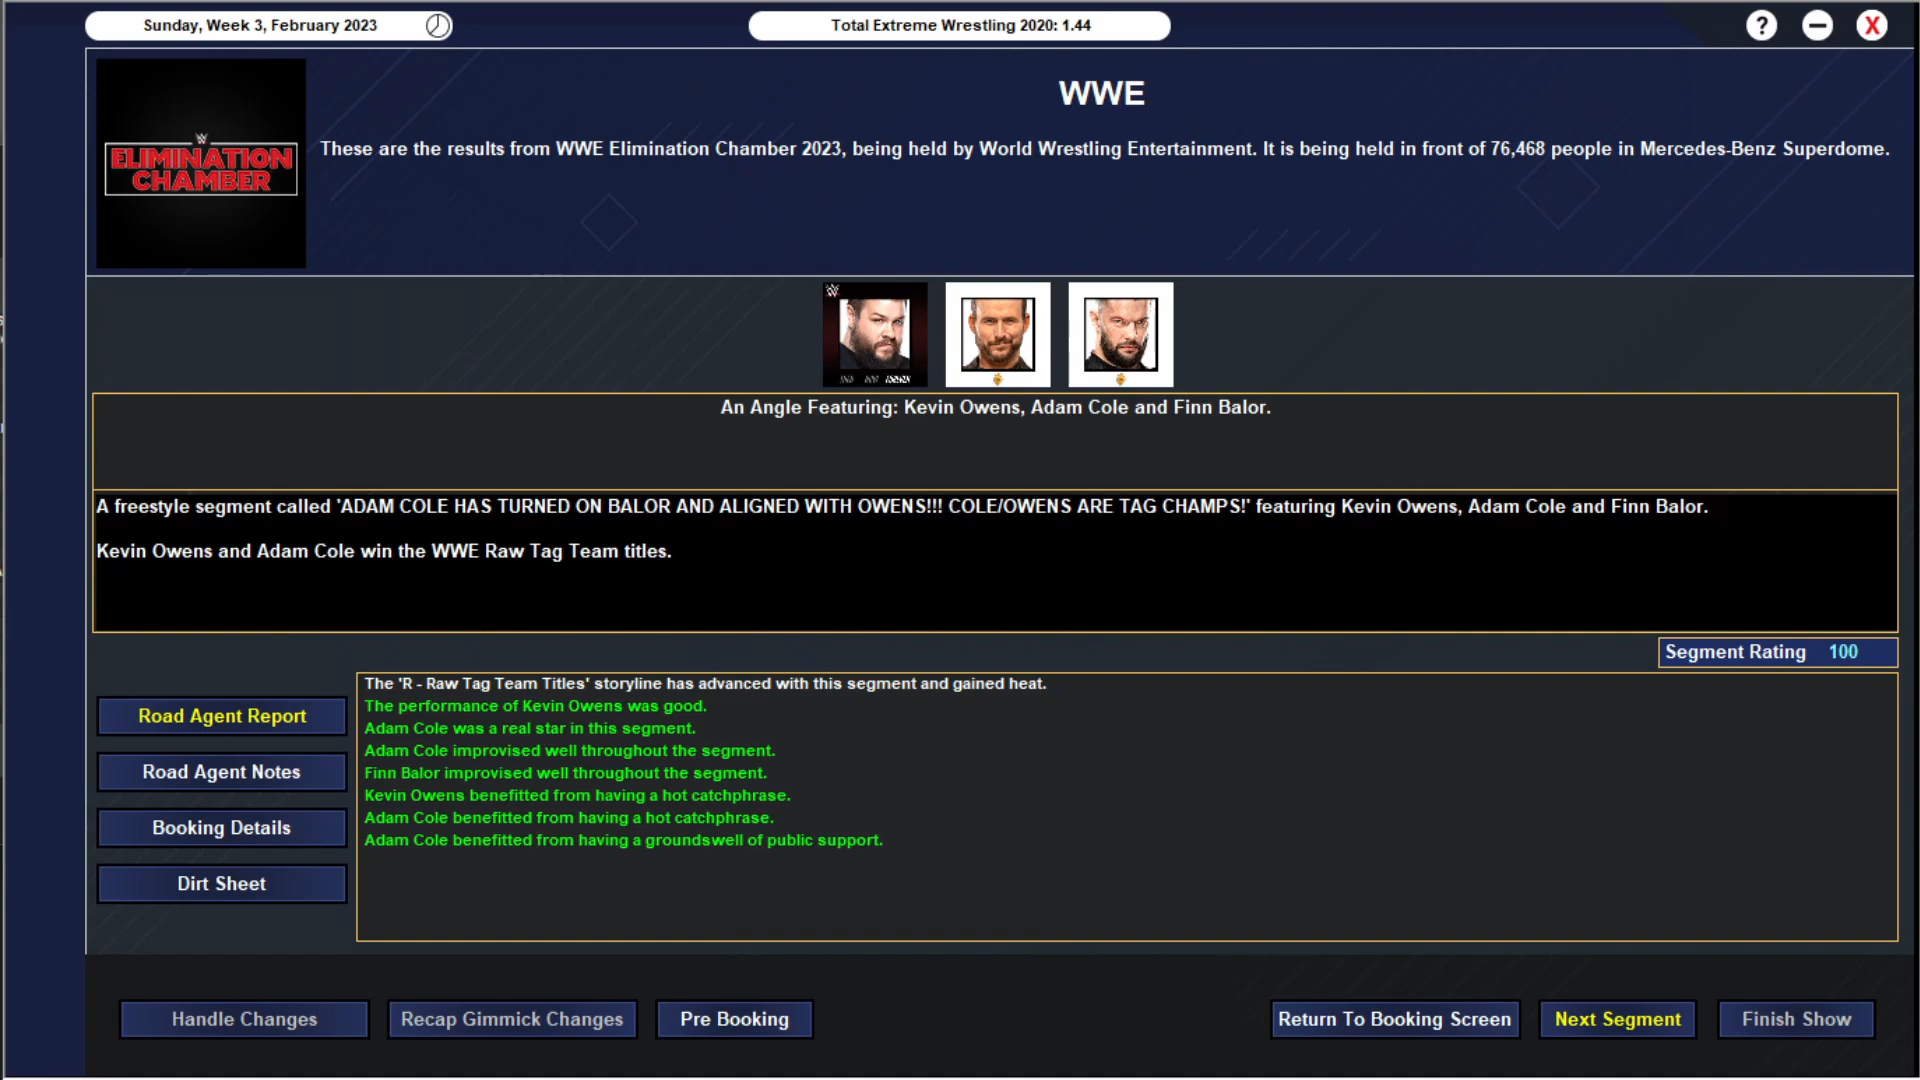 Sunday, Week 3, February 2023
Total Extreme Wrestling 2020: 1.44
?
X
WWE
ELIMINATION
CHAMBER
These are the results from WWE Elimination Chamber 2023, being held by World Wrestling Entertainment. It is being held in front of 76,468 people in Mercedes-Benz Superdome.
An Angle Featuring: Kevin Owens, Adam Cole and Finn Balor.
A freestyle segment called 'ADAM COLE HAS TURNED ON BALOR AND ALIGNED WITH OWENS!!! COLE/OWENS ARE TAG CHAMPS!' featuring Kevin Owens, Adam Cole and Finn Balor.
Kevin Owens and Adam Cole win the WWE Raw Tag Team titles.
Segment Rating 100
The 'R - Raw Tag Team Titles' storyline has advanced with this segment and gained heat.
The performance of Kevin Owens was good.
Adam Cole was a real star in this segment.
Adam Cole improvised well throughout the segment.
Finn Balor improvised well throughout the segment.
Kevin Owens benefitted from having a hot catchphrase.
Adam Cole benefitted from having a hot catchphrase.
Adam Cole benefitted from having a groundswell of public support.
Road Agent Report
Road Agent Notes
Booking Details
Dirt Sheet
Handle Changes
Recap Gimmick Changes
Pre Booking
Return To Booking Screen
Next Segment
Finish Show